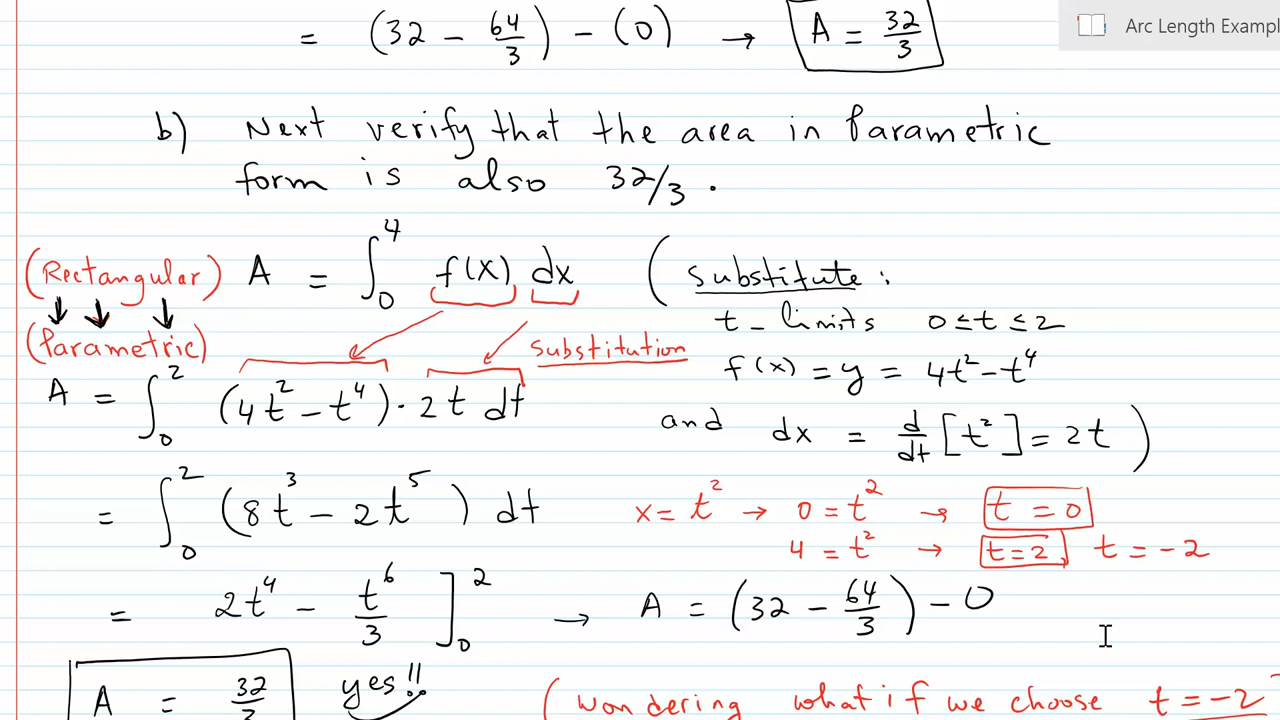 = (32 - 64/3) - (0) → A = 32/3
Arc Length Exampl
b) Next verify that the area in Parametric
form is also 32/3.
(Rectangular) A = ∫₀⁴ f(x) dx (substitute:
t-limits 0≤t≤2
(Parametric) substitution
f(x) = y = 4t² - t⁴
A = ∫₀² (4t² - t⁴) · 2t dt
and dx = d/dt [t²] = 2t)
= ∫₀² (8t³ - 2t⁵) dt
x = t² → 0 = t² → t = 0
4 = t² → t = 2, t = -2
= 2t⁴ - t⁶/3 ]₀² → A = (32 - 64/3) - 0
A = 32/3 yes!!
(wondering what if we choose t = -2